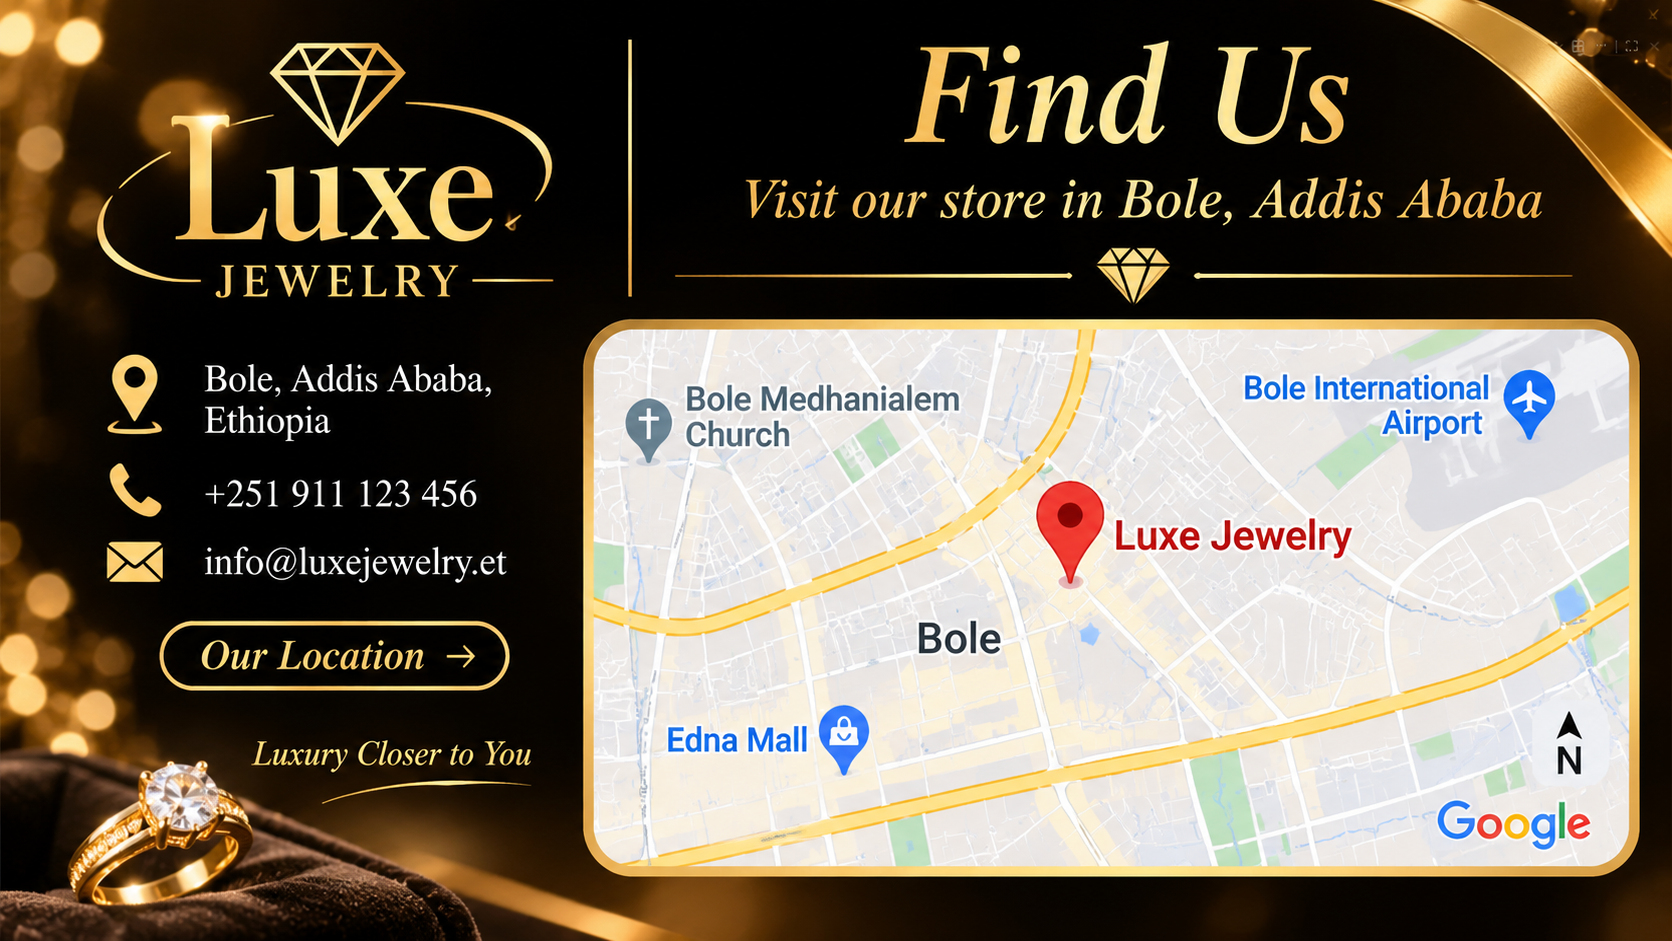 Luxe
JEWELRY
Bole, Addis Ababa,
Ethiopia
+251 911 123 456
info@luxejewelry.et
Our Location →
Luxury Closer to You
Find Us
Visit our store in Bole, Addis Ababa
Bole Medhanialem
Church
Bole International
Airport
Luxe Jewelry
Bole
Edna Mall
N
Google